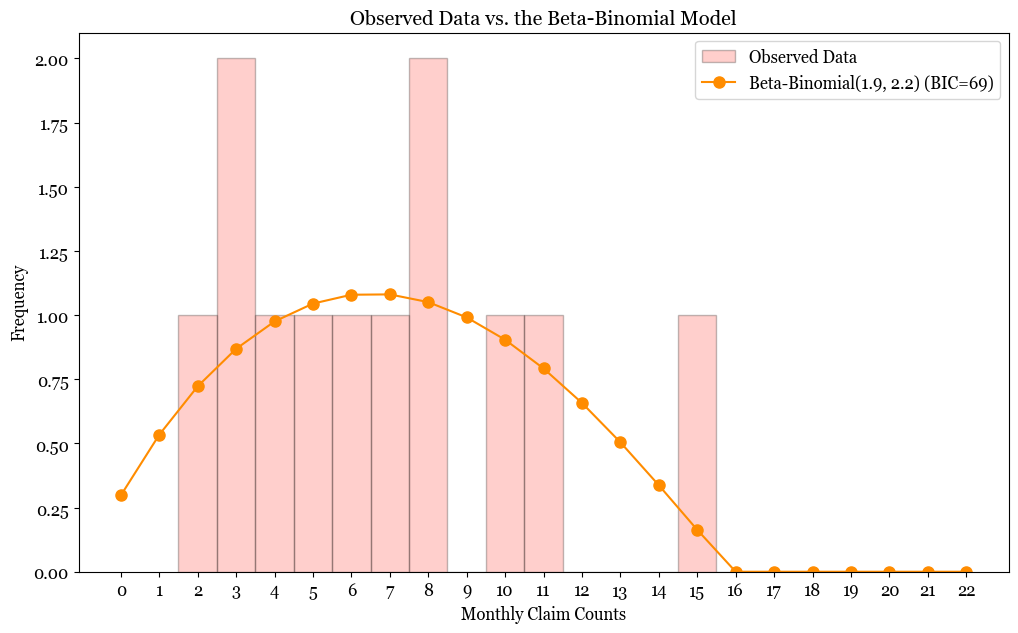 Observed Data vs. the Beta-Binomial Model
Observed Data
Beta-Binomial(1.9, 2.2) (BIC=69)
Frequency
2.00
1.75
1.50
1.25
1.00
0.75
0.50
0.25
0.00
0 1 2 3 4 5 6 7 8 9 10 11 12 13 14 15 16 17 18 19 20 21 22
Monthly Claim Counts